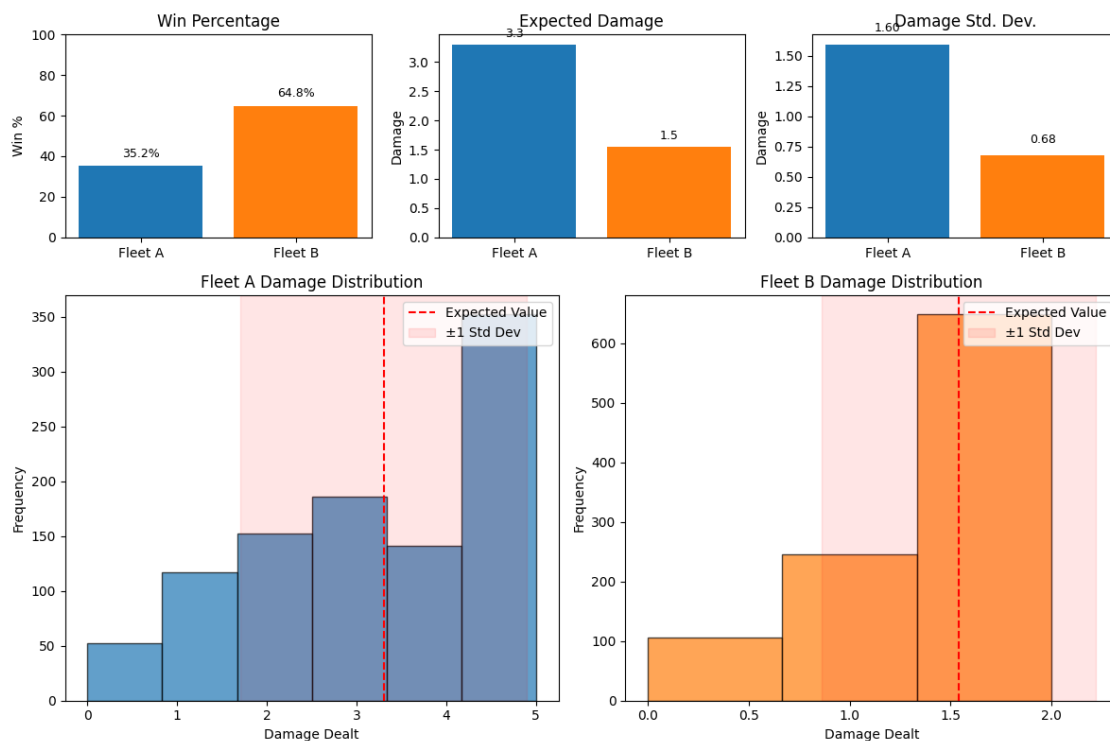 Win Percentage
Expected Damage
Damage Std. Dev.
100
80
60
40
20
0
Win %
35.2%
64.8%
Fleet A
Fleet B
3.0
2.5
2.0
1.5
1.0
0.5
0.0
Damage
3.3
1.5
Fleet A
Fleet B
1.50
1.25
1.00
0.75
0.50
0.25
0.00
Damage
1.60
0.68
Fleet A
Fleet B
Fleet A Damage Distribution
Expected Value
±1 Std Dev
350
300
250
200
150
100
50
0
Frequency
0 1 2 3 4 5
Damage Dealt
Fleet B Damage Distribution
Expected Value
±1 Std Dev
600
500
400
300
200
100
0
Frequency
0.0 0.5 1.0 1.5 2.0
Damage Dealt